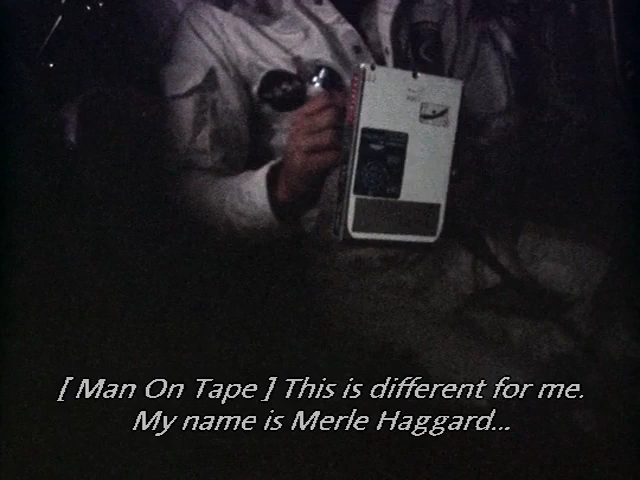 [ Man On Tape ] This is different for me.
My name is Merle Haggard...